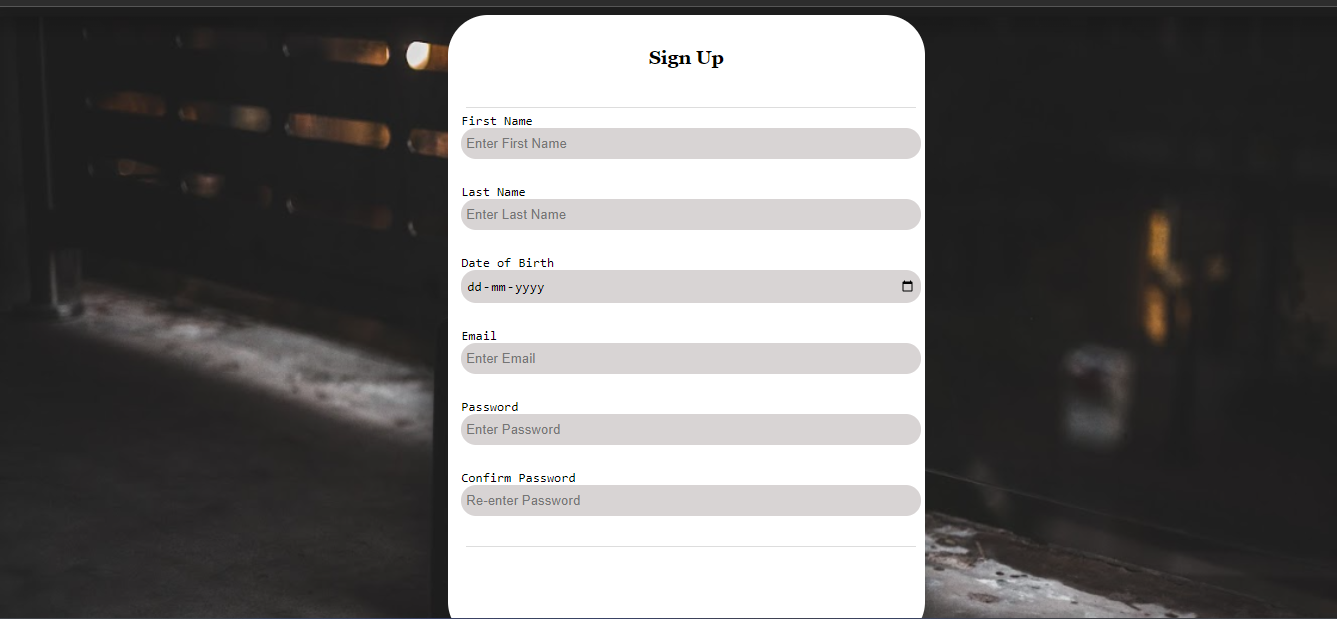 Sign Up
First Name
Enter First Name
Last Name
Enter Last Name
Date of Birth
dd-mm-yyyy
Email
Enter Email
Password
Enter Password
Confirm Password
Re-enter Password